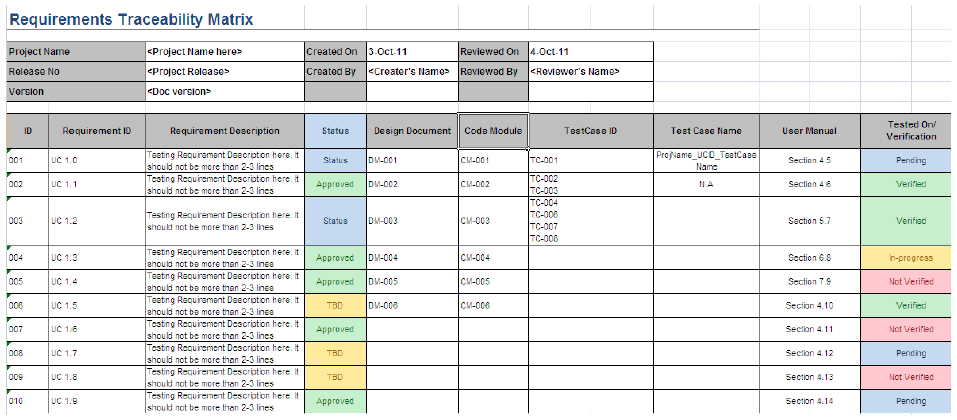 Requirements Traceability Matrix
Project Name <Project Name here> Created On 3-Oct-11 Reviewed On 4-Oct-11
Release No <Project Release> Created By <Creater's Name> Reviewed By <Reviewer's Name>
Version <Doc version>
ID Requirement ID Requirement Description Status Design Document Code Module TestCase ID Test Case Name User Manual Tested On/
Verification
001 UC 1.0 Testing Requirement Description here. It
should not be more than 2-3 lines Status DM-001 CM-001 TC-001 ProjName_UCID_TestCase
Name Section 4.5 Pending
002 UC 1.1 Testing Requirement Description here. It
should not be more than 2-3 lines Approved DM-002 CM-002 TC-002
TC-003 N.A Section 4.6 Verified
003 UC 1.2 Testing Requirement Description here. It
should not be more than 2-3 lines Status DM-003 CM-003 TC-004
TC-006
TC-007
TC-008 Section 5.7 Verified
004 UC 1.3 Testing Requirement Description here. It
should not be more than 2-3 lines Approved DM-004 CM-004 Section 6.8 In-progress
005 UC 1.4 Testing Requirement Description here. It
should not be more than 2-3 lines Approved DM-005 CM-005 Section 7.9 Not Verified
006 UC 1.5 Testing Requirement Description here. It
should not be more than 2-3 lines TBD DM-006 CM-006 Section 4.10 Verified
007 UC 1.6 Testing Requirement Description here. It
should not be more than 2-3 lines Approved Section 4.11 Not Verified
008 UC 1.7 Testing Requirement Description here. It
should not be more than 2-3 lines TBD Section 4.12 Pending
009 UC 1.8 Testing Requirement Description here. It
should not be more than 2-3 lines TBD Section 4.13 Not Verified
010 UC 1.9 Testing Requirement Description here. It
should not be more than 2-3 lines Approved Section 4.14 Pending